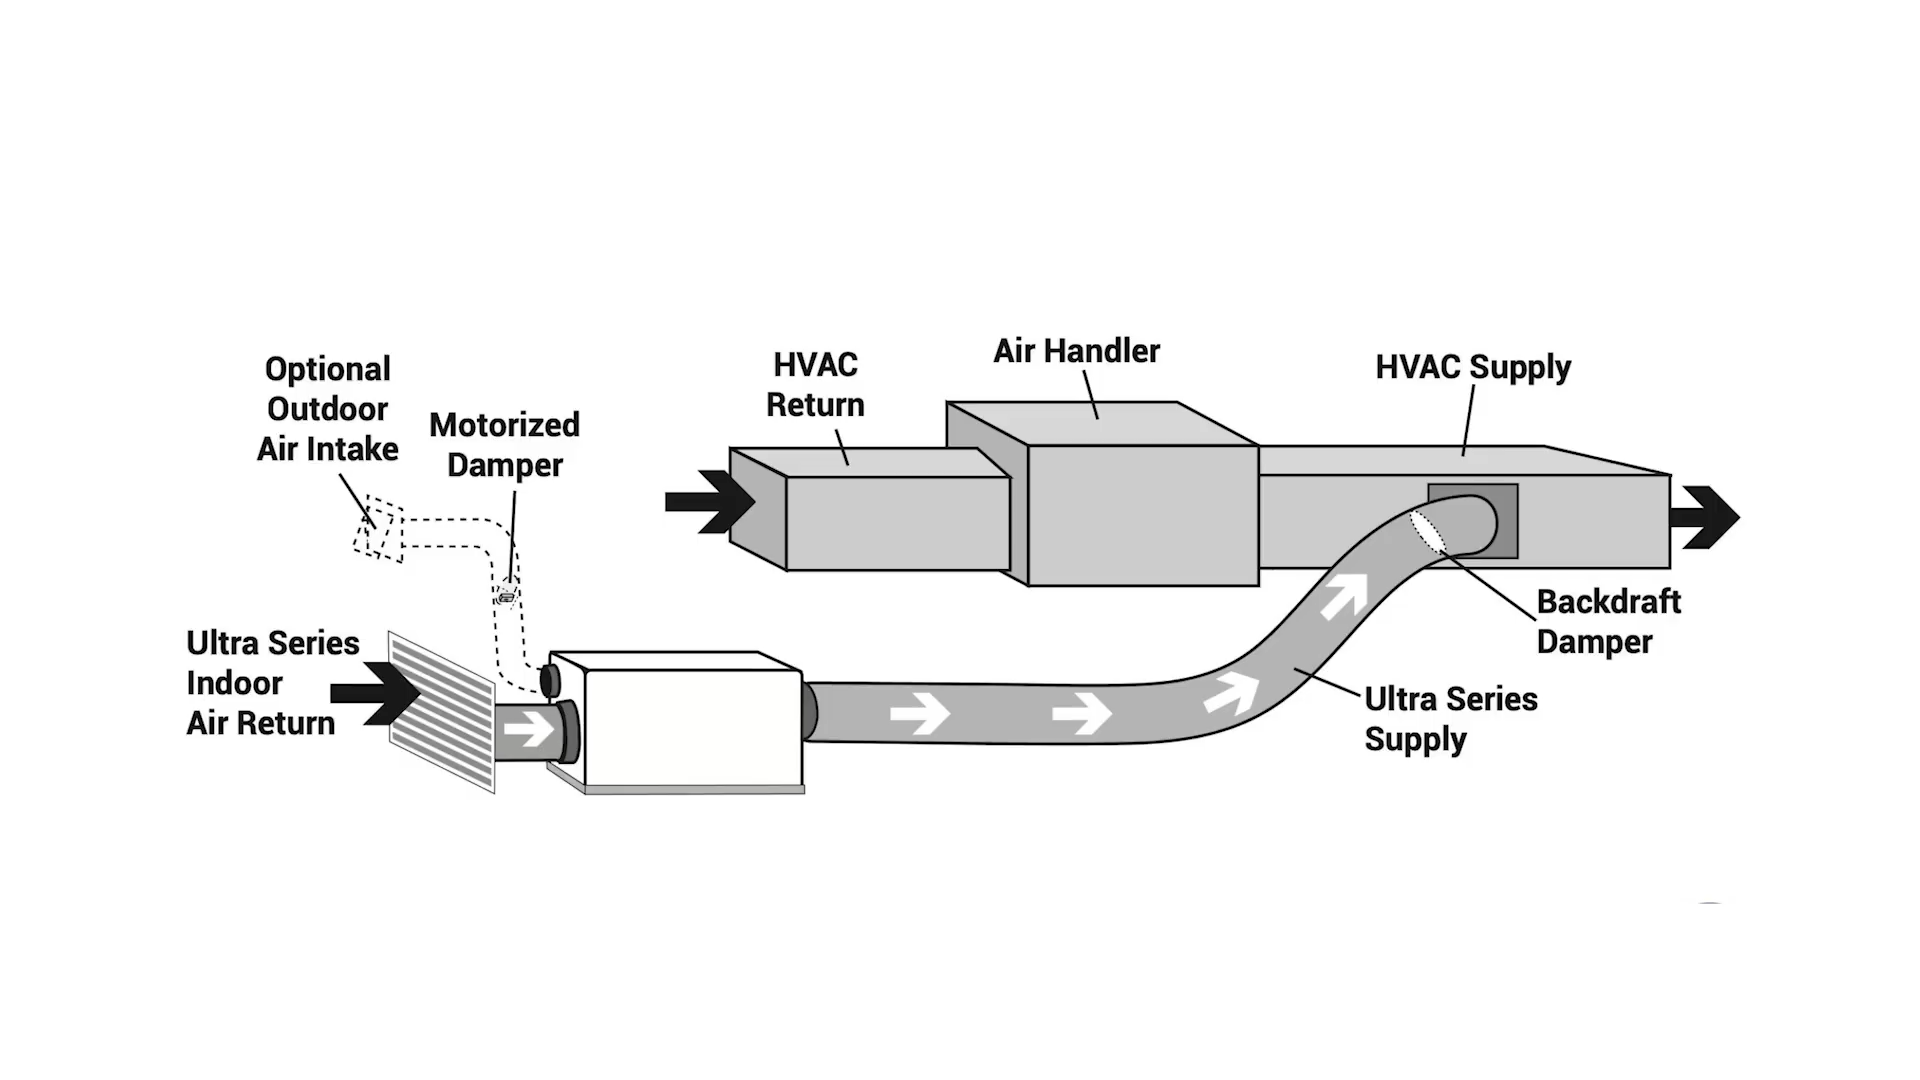 Optional
Outdoor
Air Intake
Motorized
Damper
HVAC
Return
Air Handler
HVAC Supply
Ultra Series
Indoor
Air Return
Backdraft
Damper
Ultra Series
Supply